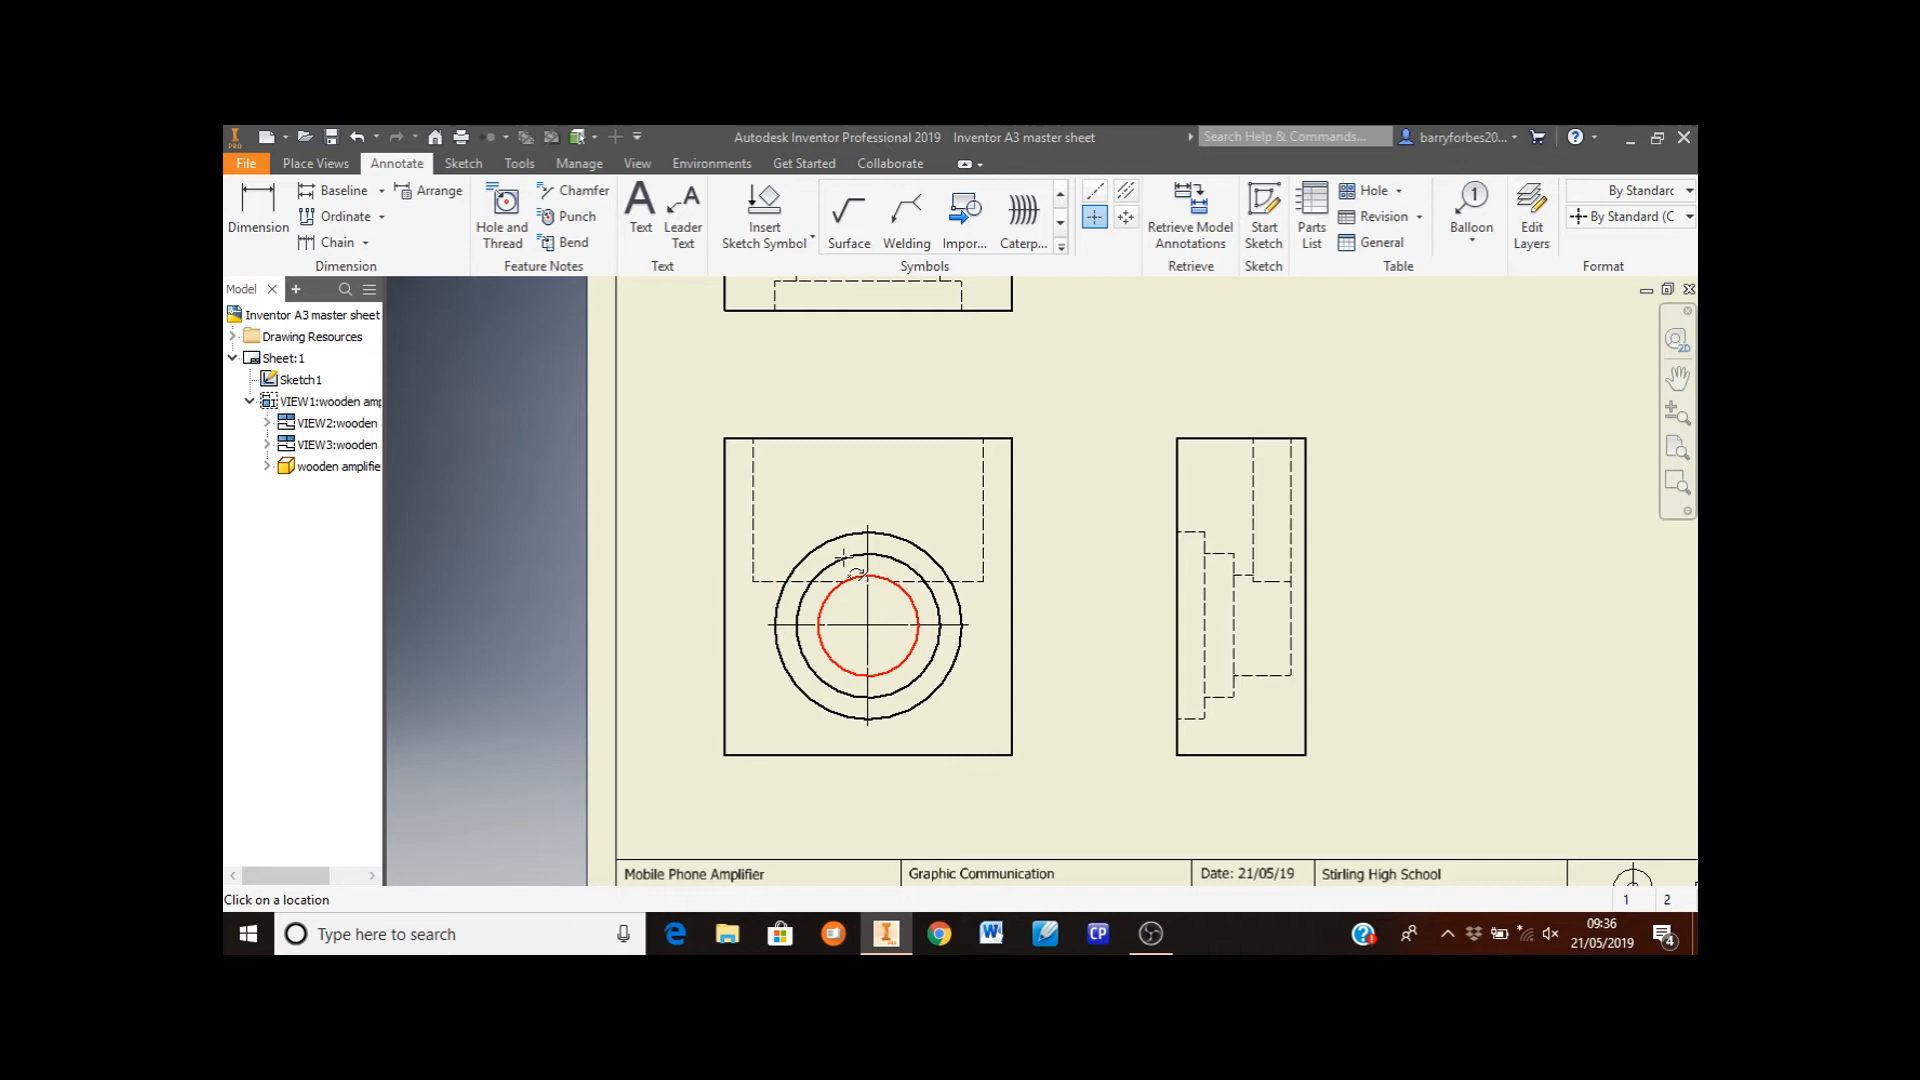 PRO
Autodesk Inventor Professional 2019 Inventor A3 master sheet
Search Help & Commands...
barryforbes20...
File Place Views Annotate Sketch Tools Manage View Environments Get Started Collaborate
Dimension
Baseline
Ordinate
Chain
Arrange
Dimension
Hole and Thread
Chamfer
Punch
Bend
Feature Notes
Text
Leader Text
Text
Insert Sketch Symbol
Surface
Welding
Impor...
Caterp...
Symbols
Retrieve Model Annotations
Retrieve
Start Sketch
Sketch
Parts List
Hole
Revision
General
Table
1
Balloon
Edit Layers
By Standarc
By Standard (C
Format
Model
Inventor A3 master sheet
Drawing Resources
Sheet:1
Sketch1
VIEW1:wooden amp
VIEW2:wooden
VIEW3:wooden
wooden amplifie
2D
Mobile Phone Amplifier
Graphic Communication
Date: 21/05/19
Stirling High School
Click on a location
1 2
Type here to search
CP
09:36
21/05/2019
4